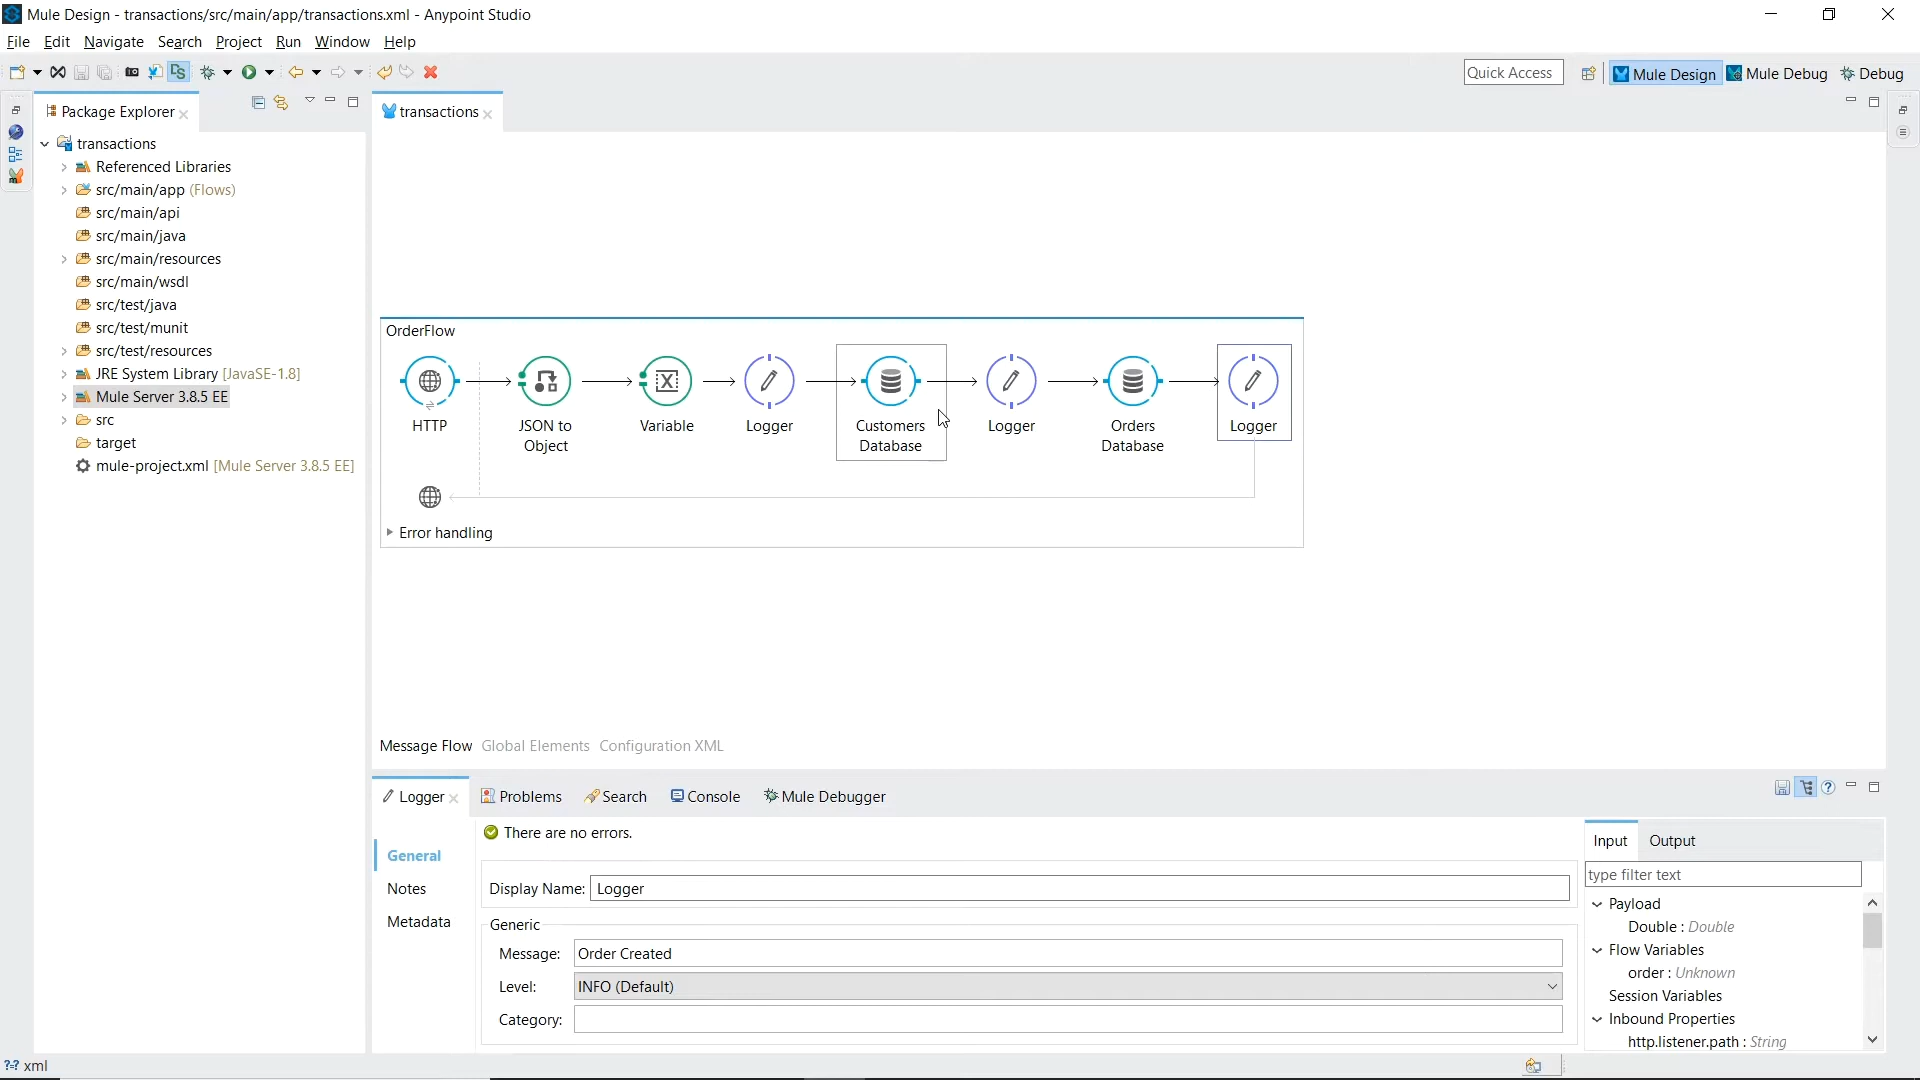 Mule Design - transactions/src/main/app/transactions.xml - Anypoint Studio
File Edit Navigate Search Project Run Window Help
Quick Access Mule Design Mule Debug Debug
Package Explorer
transactions
transactions
Referenced Libraries
src/main/app (Flows)
src/main/api
src/main/java
src/main/resources
src/main/wsdl
src/test/java
src/test/munit
src/test/resources
JRE System Library [JavaSE-1.8]
Mule Server 3.8.5 EE
src
target
mule-project.xml [Mule Server 3.8.5 EE]
OrderFlow
HTTP
JSON to
Object
Variable
Logger
Customers
Database
Logger
Orders
Database
Logger
Error handling
Message Flow Global Elements Configuration XML
Logger Problems Search Console Mule Debugger
General
Notes
Metadata
There are no errors.
Display Name: Logger
Generic
Message: Order Created
Level: INFO (Default)
Category:
Input Output
type filter text
Payload
Double : Double
Flow Variables
order : Unknown
Session Variables
Inbound Properties
http.listener.path : String
xml